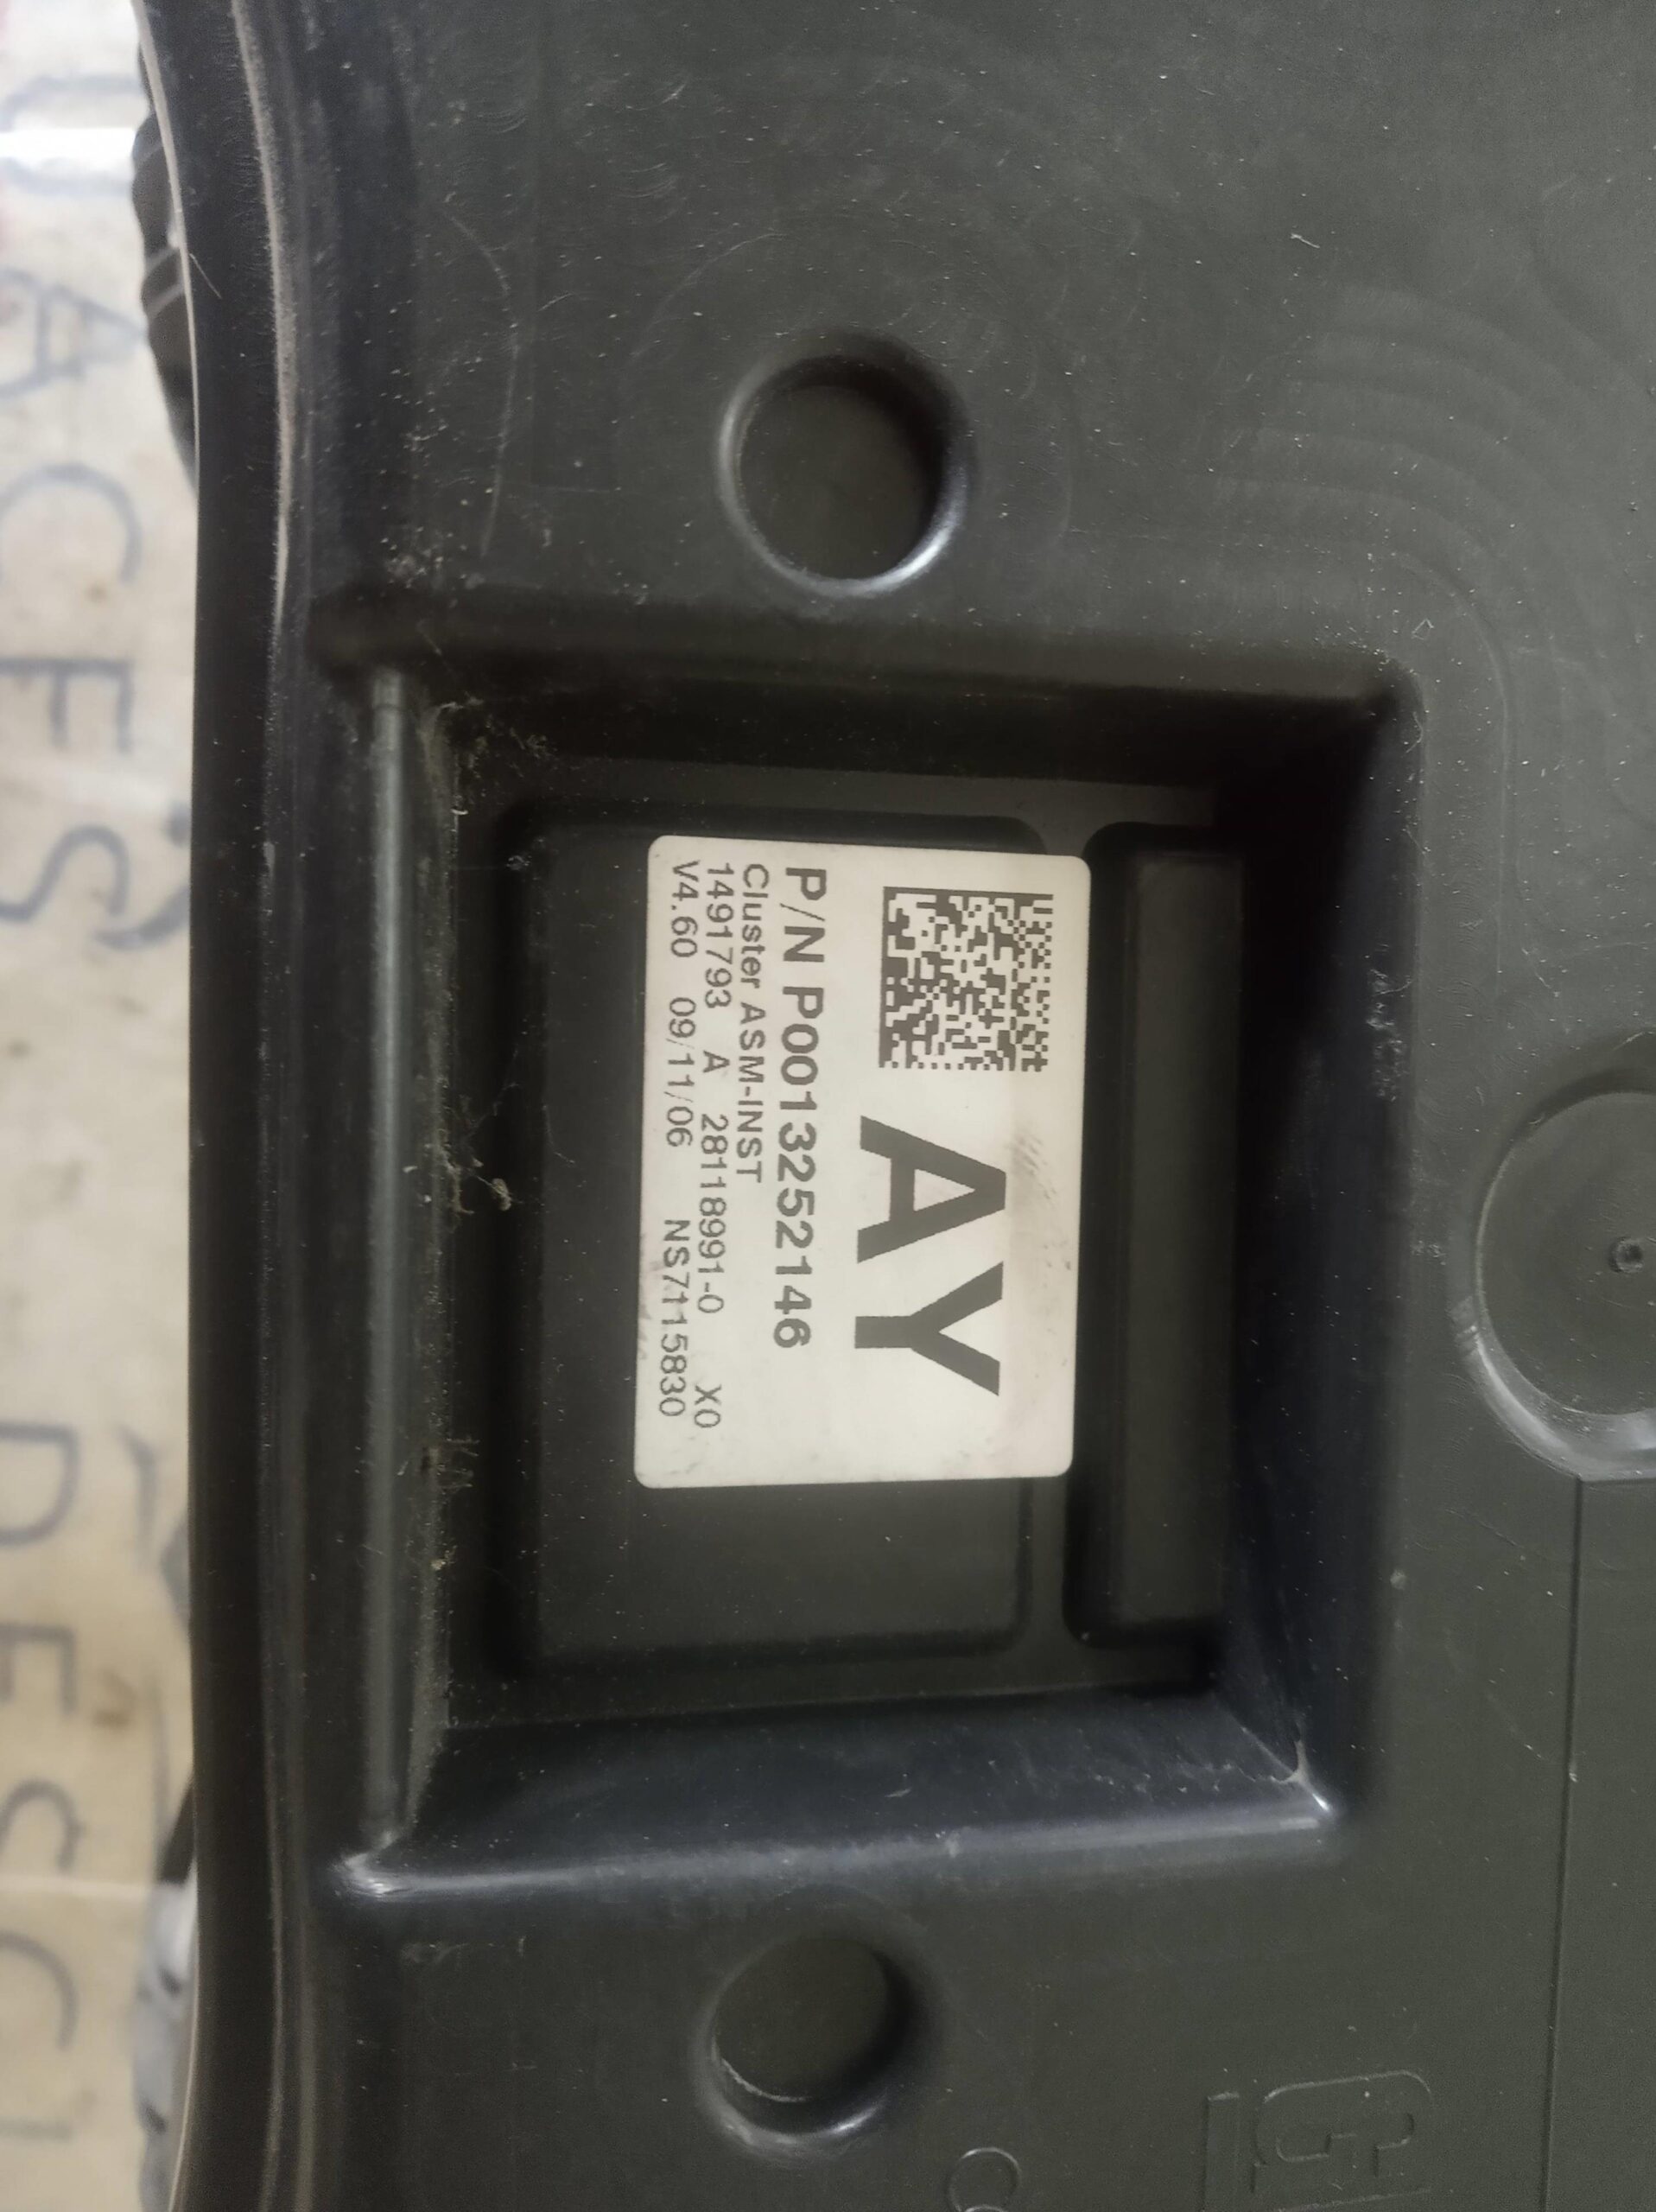 AY
P/N P0013252146
Cluster ASM-INST
1491793 A 28118991-0 X0
V4.60 09/11/06 NS7115830